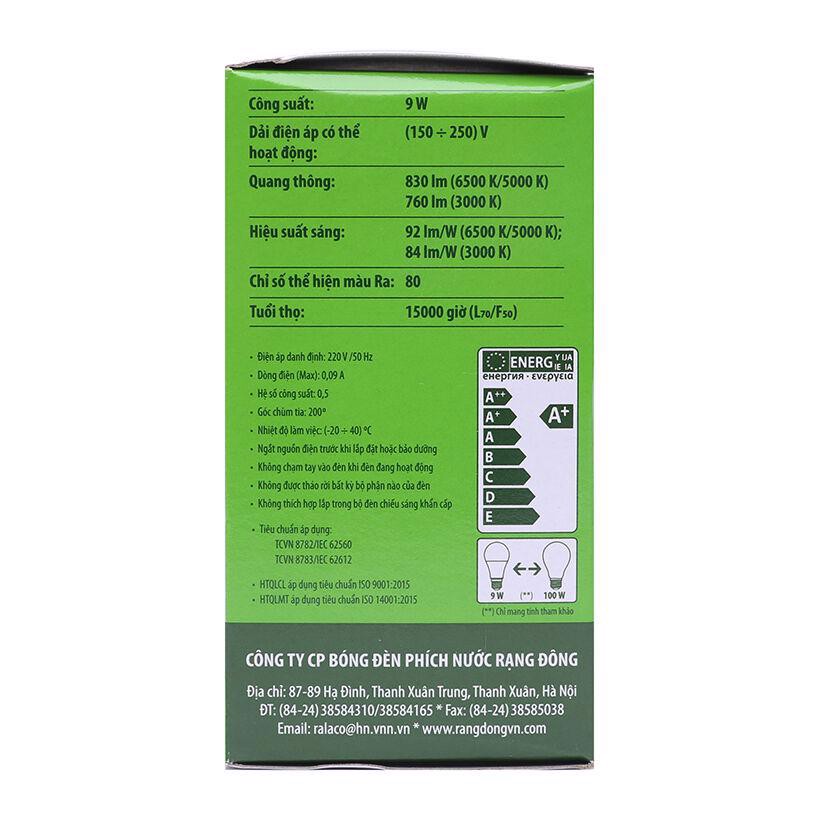 Công suất: 9 W
Dải điện áp có thể hoạt động: (150 ÷ 250) V
Quang thông: 830 lm (6500 K/5000 K)
760 lm (3000 K)
Hiệu suất sáng: 92 lm/W (6500 K/5000 K);
84 lm/W (3000 K)
Chỉ số thể hiện màu Ra: 80
Tuổi thọ: 15000 giờ (L70/F50)
• Điện áp danh định: 220 V /50 Hz
• Dòng điện (Max): 0,09 A
• Hệ số công suất: 0,5
• Góc chùm tia: 200º
• Nhiệt độ làm việc: (-20 ÷ 40) ºC
• Ngắt nguồn điện trước khi lắp đặt hoặc bảo dưỡng
• Không chạm tay vào đèn khi đèn đang hoạt động
• Không được tháo rời bất kỳ bộ phận nào của đèn
• Không thích hợp lắp trong bộ đèn chiếu sáng khẩn cấp
• Tiêu chuẩn áp dụng:
TCVN 8782/IEC 62560
TCVN 8783/IEC 62612
• HTQLCL áp dụng tiêu chuẩn ISO 9001:2015
• HTQLMT áp dụng tiêu chuẩn ISO 14001:2015
ENERG Y IJA
IE IA
енергия · ενεργεια
A++
A+
A
B
C
D
E
A+
9 W (**) 100 W
(**) Chỉ mang tính tham khảo
CÔNG TY CP BÓNG ĐÈN PHÍCH NƯỚC RẠNG ĐÔNG
Địa chỉ: 87-89 Hạ Đình, Thanh Xuân Trung, Thanh Xuân, Hà Nội
ĐT: (84-24) 38584310/38584165 * Fax: (84-24) 38585038
Email: ralaco@hn.vnn.vn * www.rangdongvn.com